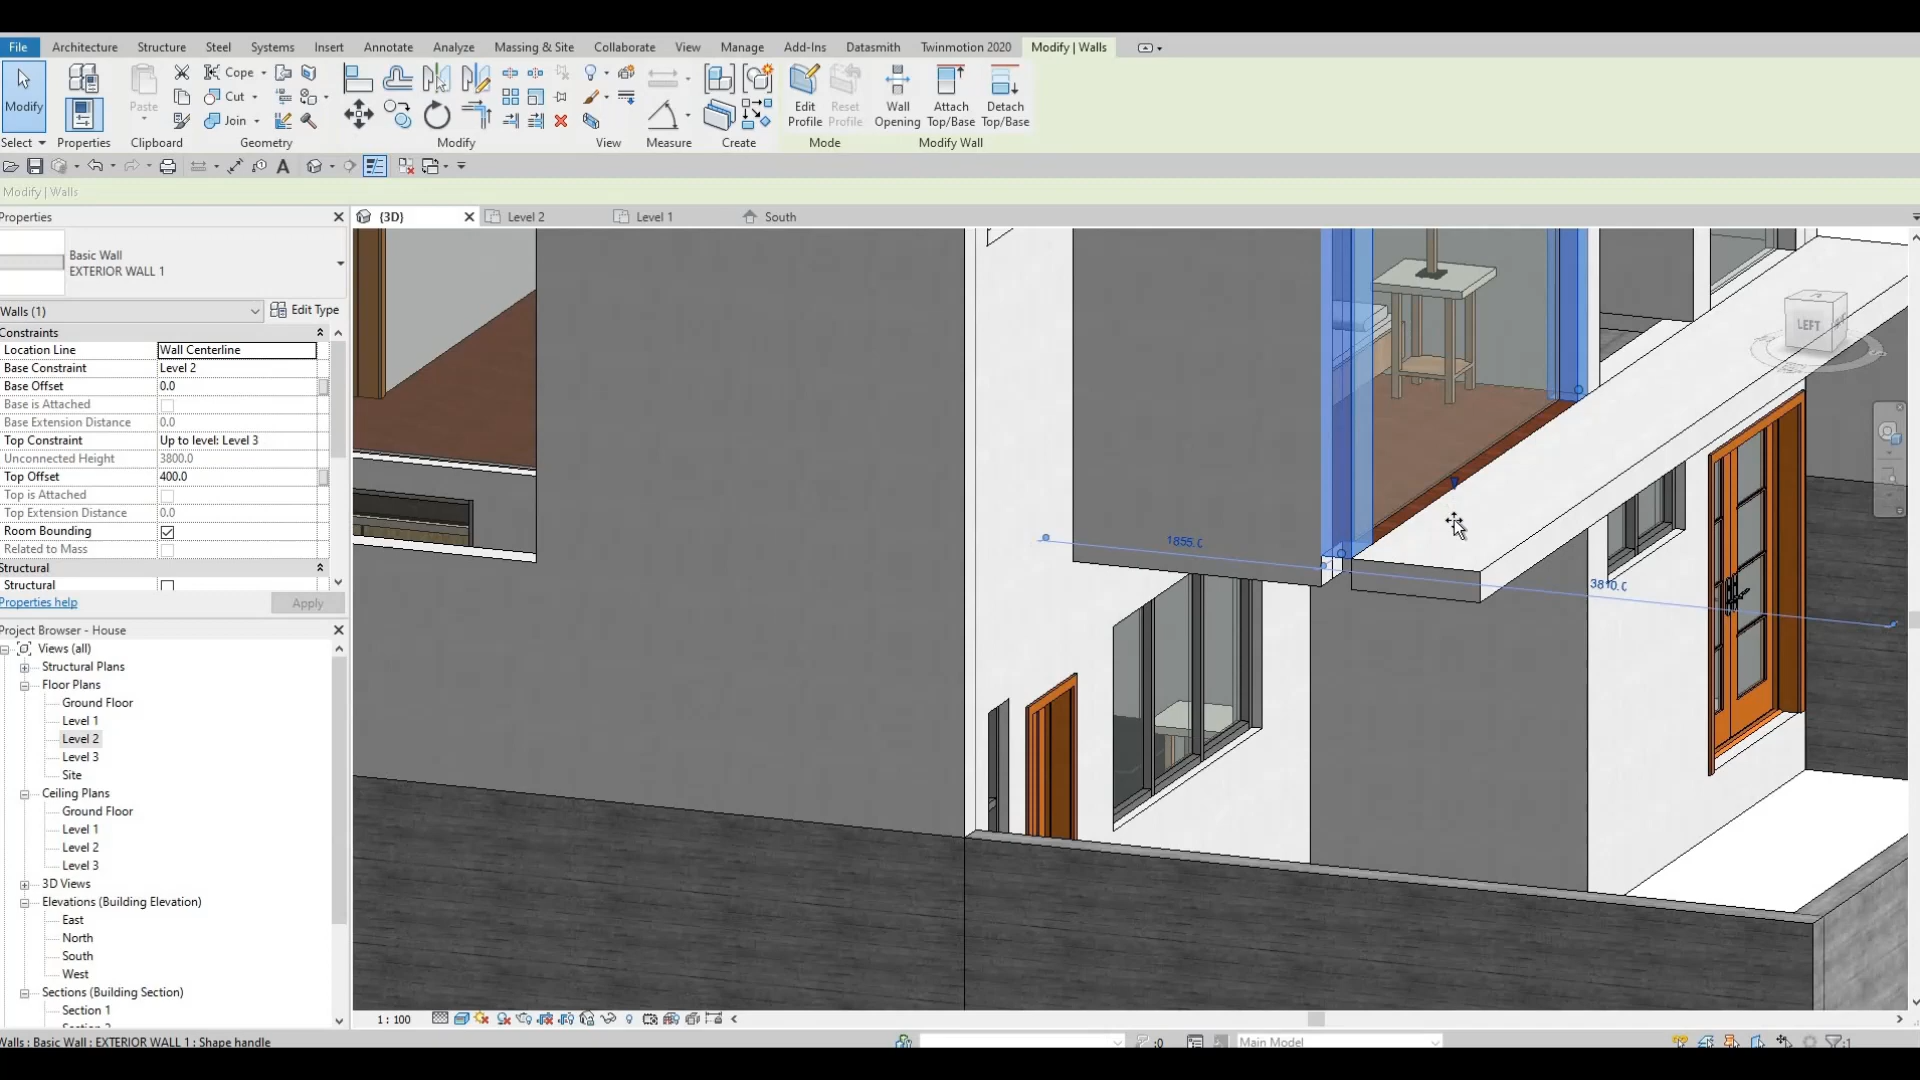 File Architecture Structure Steel Systems Insert Annotate Analyze Massing & Site Collaborate View Manage Add-Ins Datasmith Twinmotion 2020 Modify | Walls
Modify Paste Cope Cut Join Edit Profile Reset Profile Wall Opening Attach Top/Base Detach Top/Base
Select Properties Clipboard Geometry Modify View Measure Create Mode Modify Wall
Modify | Walls
Properties
{3D} Level 2 Level 1 South
Basic Wall
EXTERIOR WALL 1
Walls (1) Edit Type
Constraints
Location Line Wall Centerline
Base Constraint Level 2
Base Offset 0.0
Base is Attached
Base Extension Distance 0.0
Top Constraint Up to level: Level 3
Unconnected Height 3800.0
Top Offset 400.0
Top is Attached
Top Extension Distance 0.0
Room Bounding
Related to Mass
Structural
Structural
Properties help Apply
Project Browser - House
Views (all)
Structural Plans
Floor Plans
Ground Floor
Level 1
Level 2
Level 3
Site
Ceiling Plans
Ground Floor
Level 1
Level 2
Level 3
3D Views
Elevations (Building Elevation)
East
North
South
West
Sections (Building Section)
Section 1
LEFT
1855.0
3810.0
1 : 100
Walls : Basic Wall : EXTERIOR WALL 1 : Shape handle
:0
Main Model
:1